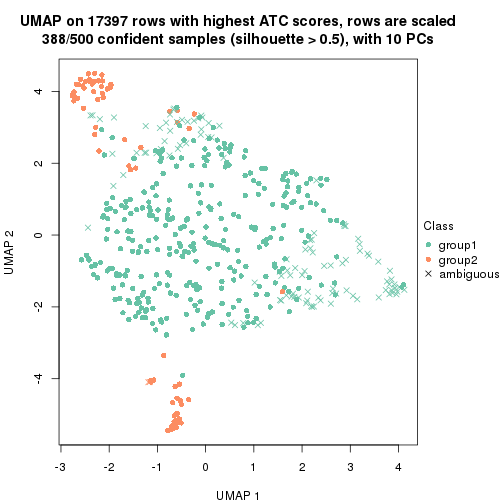 UMAP on 17397 rows with highest ATC scores, rows are scaled
388/500 confident samples (silhouette > 0.5), with 10 PCs
4
2
0
-2
-4
UMAP 2
-3
-2
-1
0
1
2
3
4
UMAP 1
Class
group1
group2
ambiguous